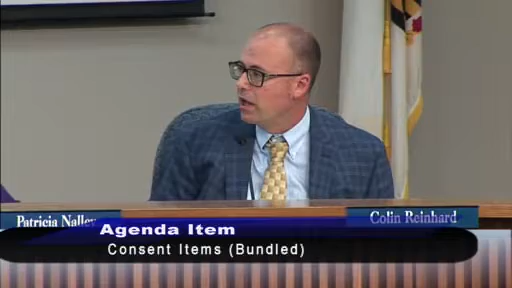 Patricia Nalley
Colin Reinhard
Agenda Item
Consent Items (Bundled)